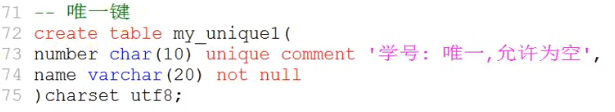 71 -- 唯一键
72 create table my_unique1(
73 number char(10) unique comment '学号: 唯一,允许为空',
74 name varchar(20) not null
75 )charset utf8;